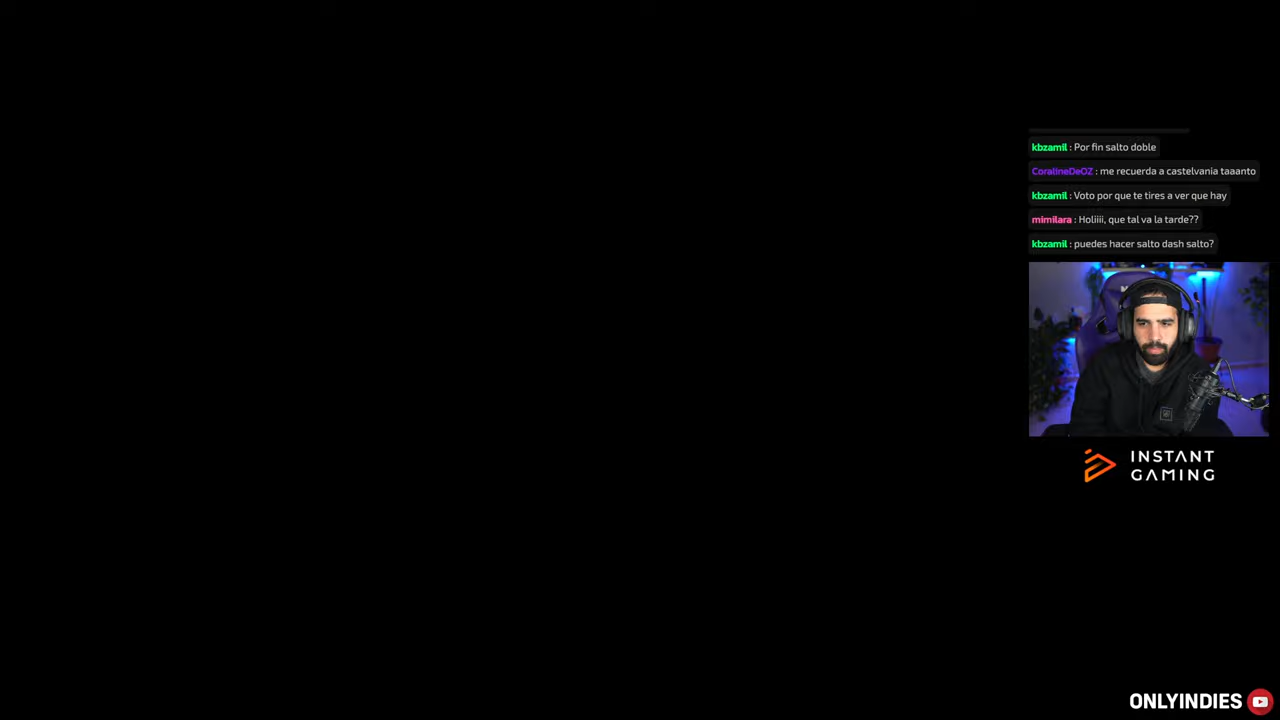 kbzamil : Por fin salto doble
CoralineDeOZ : me recuerda a castelvania taaanto
kbzamil : Voto por que te tires a ver que hay
mimilara : Holiiii, que tal va la tarde??
kbzamil : puedes hacer salto dash salto?
INSTANT
GAMING
ONLYINDIES